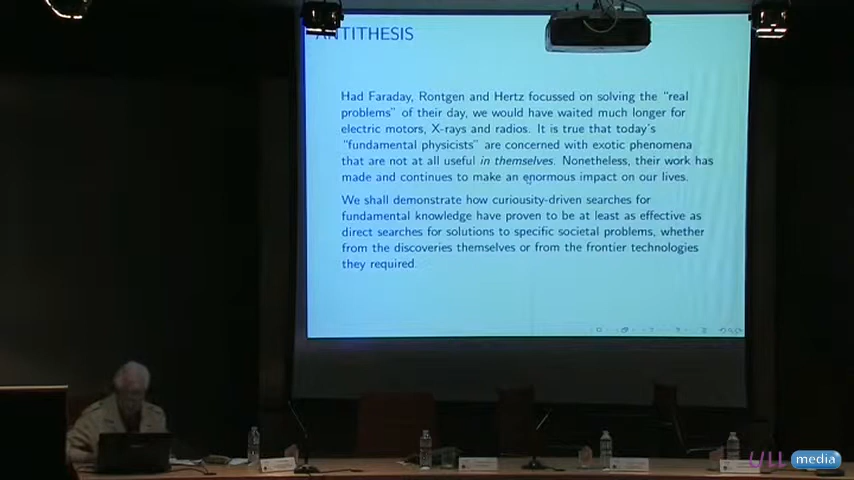 ANTITHESIS
Had Faraday, Rontgen and Hertz focussed on solving the "real
problems" of their day, we would have waited much longer for
electric motors, X-rays and radios. It is true that today's
"fundamental physicists" are concerned with exotic phenomena
that are not at all useful in themselves. Nonetheless, their work has
made and continues to make an enormous impact on our lives.
We shall demonstrate how curiousity-driven searches for
fundamental knowledge have proven to be at least as effective as
direct searches for solutions to specific societal problems, whether
from the discoveries themselves or from the frontier technologies
they required.
ULL media